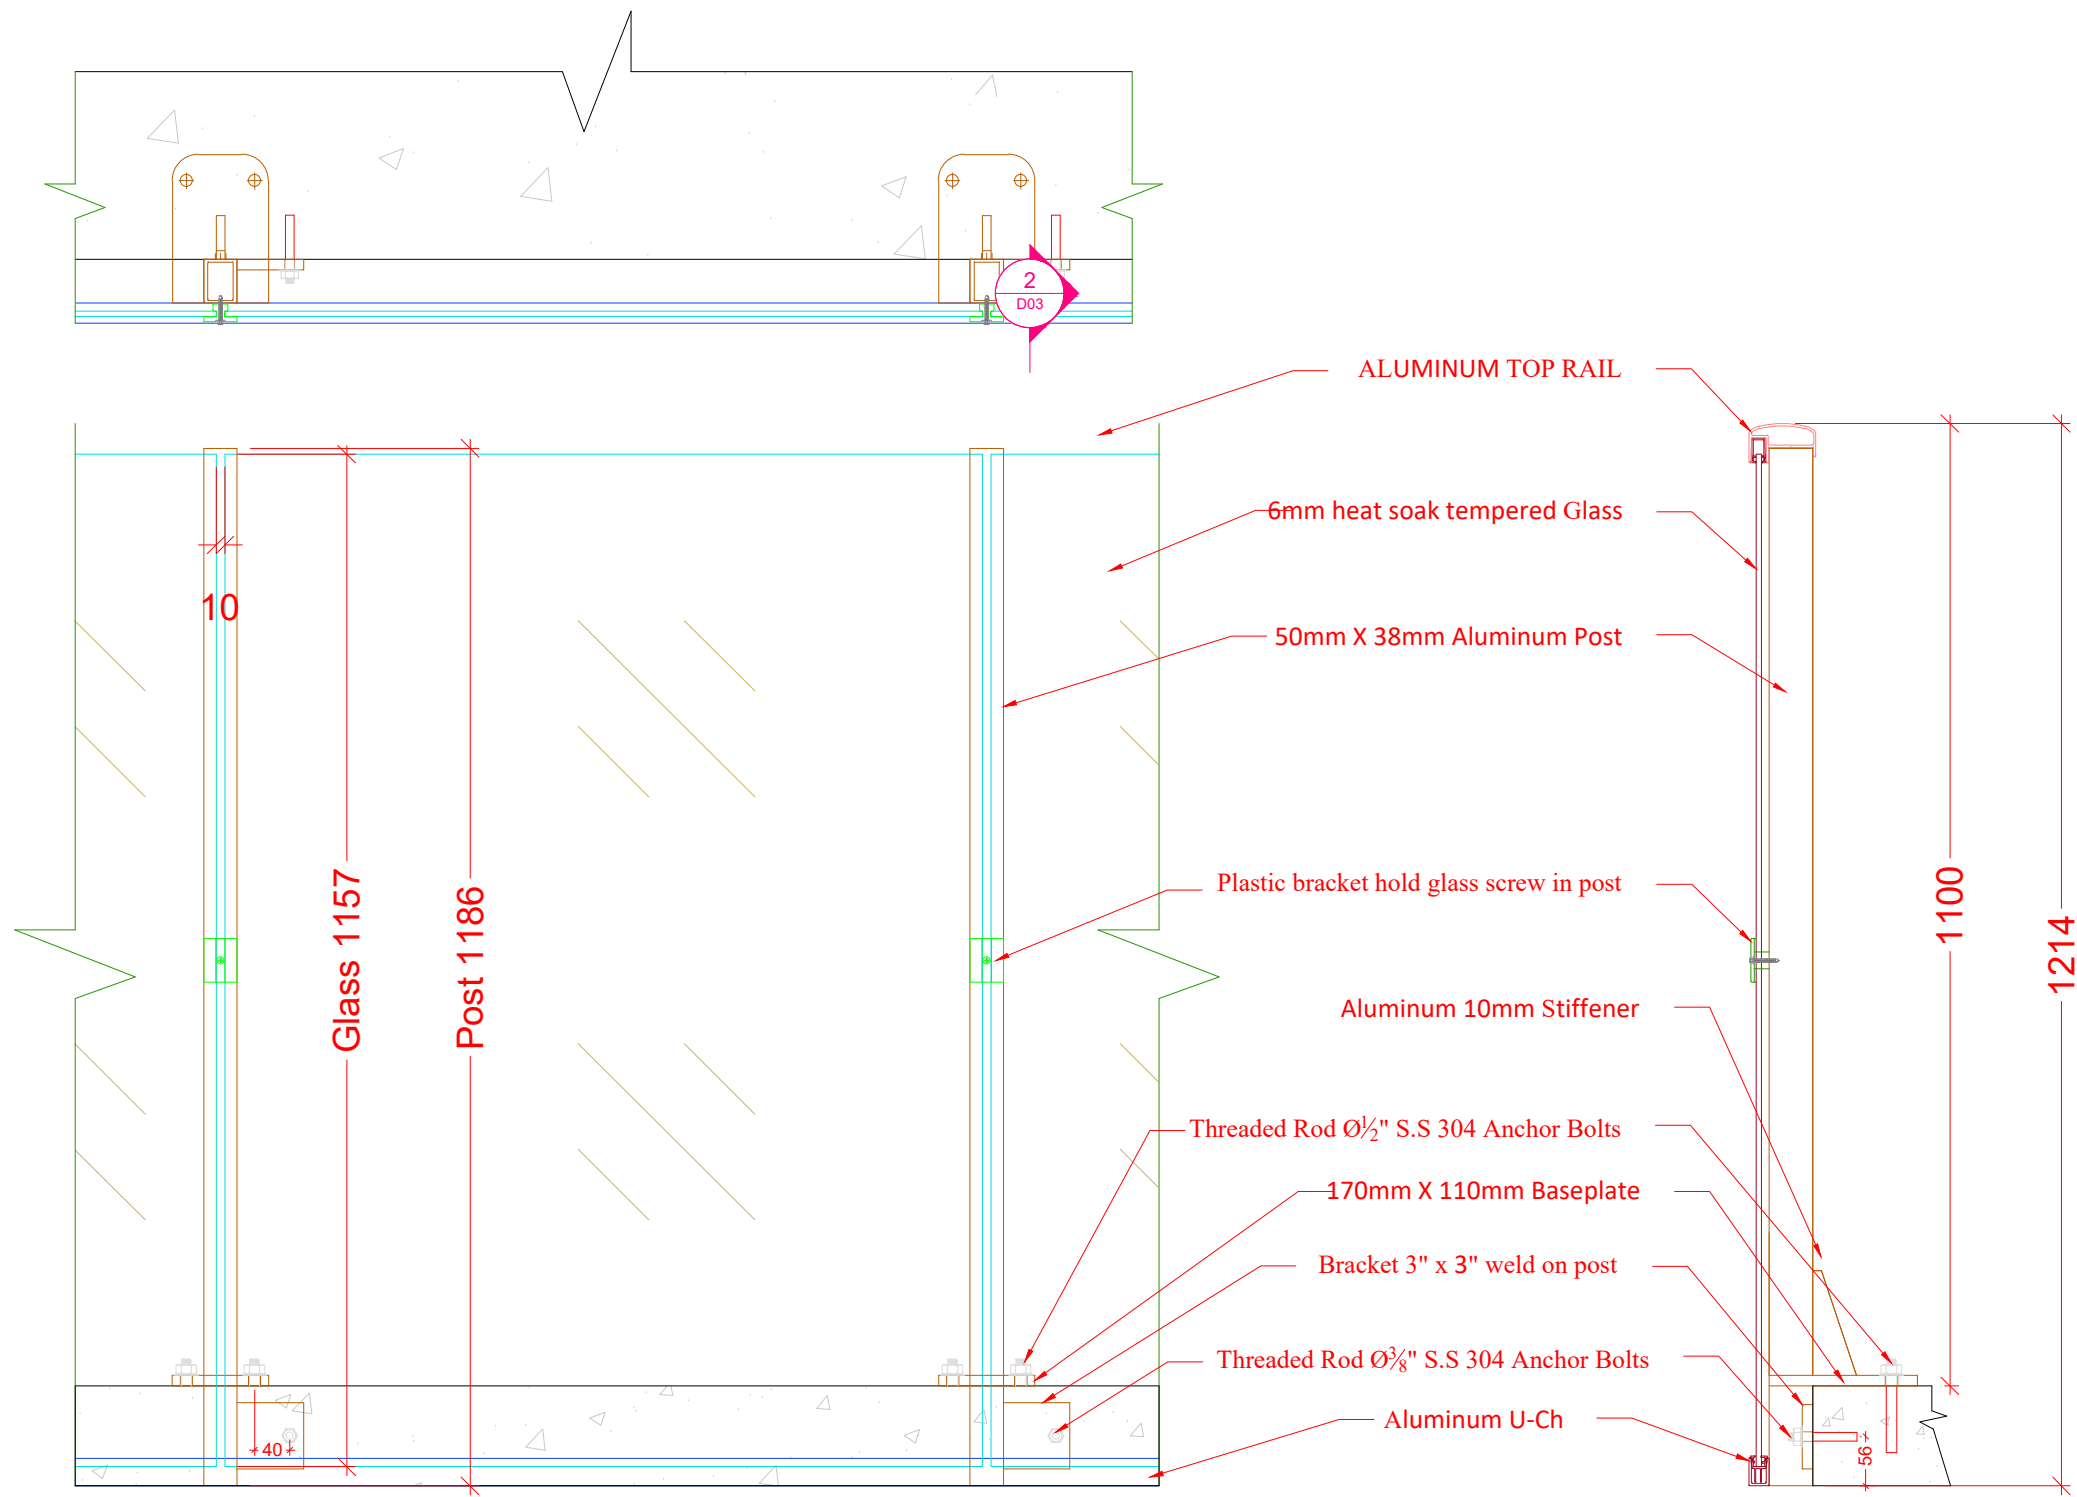 2
D03
ALUMINUM TOP RAIL
6mm heat soak tempered Glass
10
50mm X 38mm Aluminum Post
Glass 1157
Post 1186
Plastic bracket hold glass screw in post
1100
1214
Aluminum 10mm Stiffener
Threaded Rod Ø½" S.S 304 Anchor Bolts
170mm X 110mm Baseplate
Bracket 3" x 3" weld on post
Threaded Rod Ø⅜" S.S 304 Anchor Bolts
Aluminum U-Ch
40
56